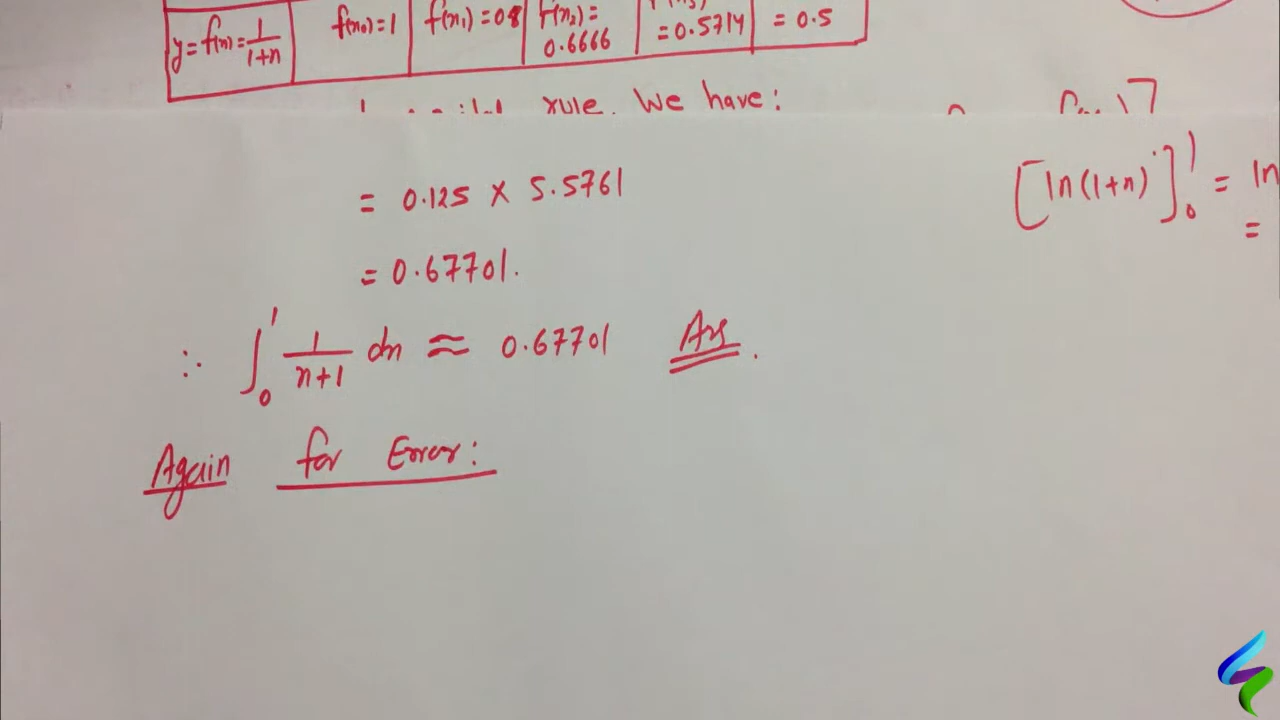 y = f(x) = 1/(1+x) f(x₀) = 1 f(x₁) = 0.8 f(x₂) = 0.6666 = 0.5714 = 0.5
rule. We have:
= 0.125 × 5.5761
= 0.67701.
∴ ∫₀¹ 1/(x+1) dx ≈ 0.67701 Ans.
Again for Error:
[ln(1+x)]₀¹ = ln
=